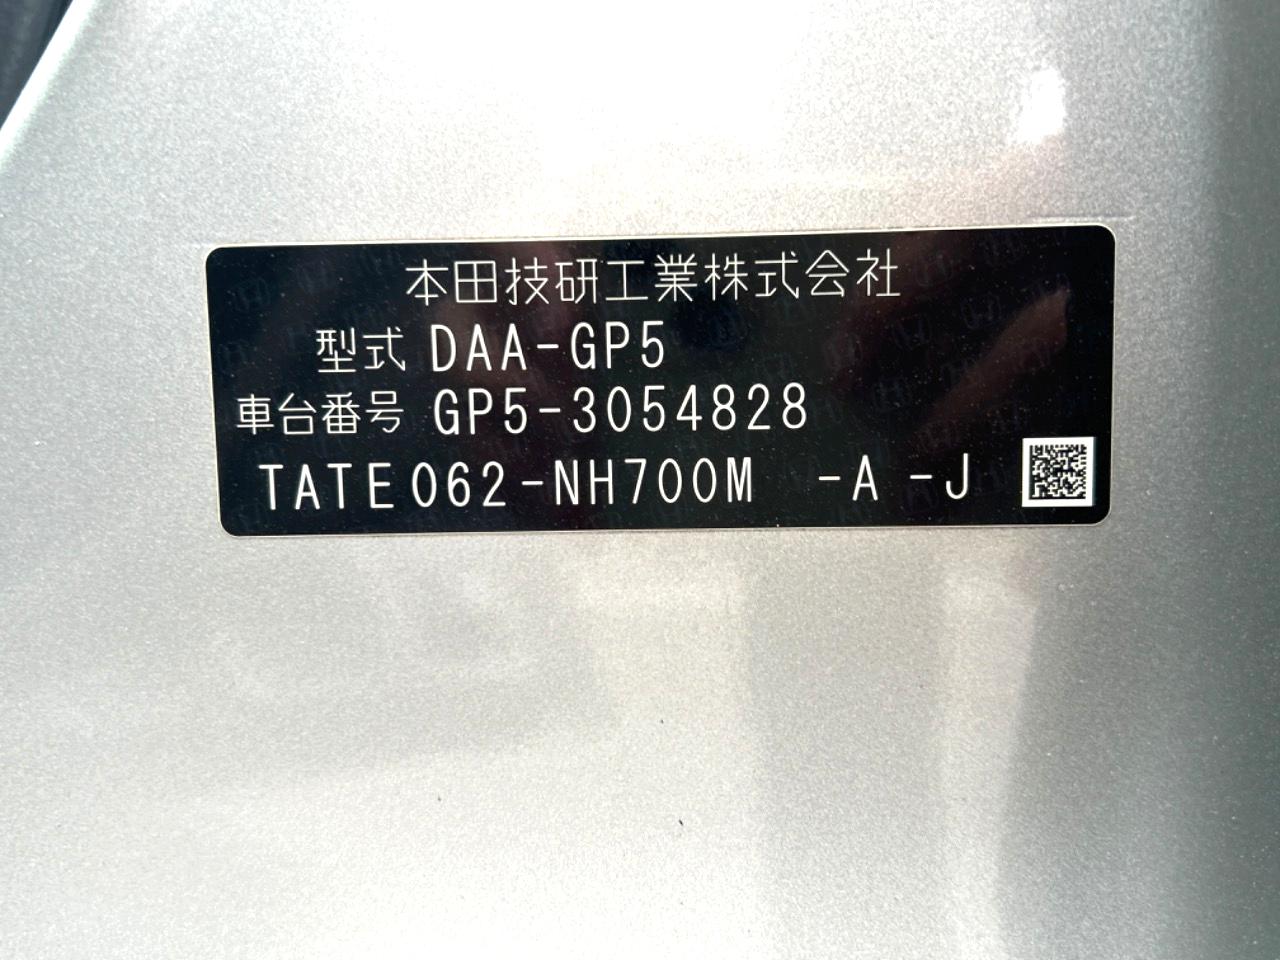 本田技研工業株式会社
型式 DAA-GP5
車台番号 GP5-3054828
TATE062-NH700M -A -J